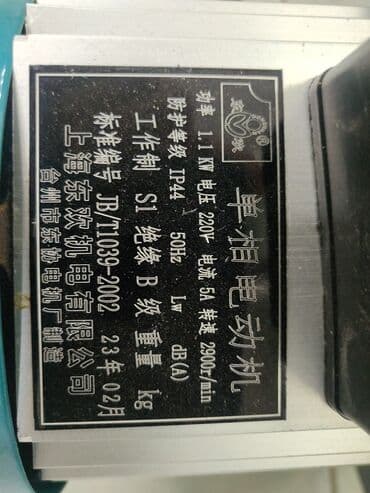 单相电动机
功率 1.1 KW 电压 220V 电流 5A 转速 2900r/min
防护等级 IP44 50Hz Lw dB(A)
工作制 S1 绝缘 B 级 重量 kg
标准编号 JB/T1039-2002 23年02月
上海东欢机电有限公司
台州市东松电机厂制造